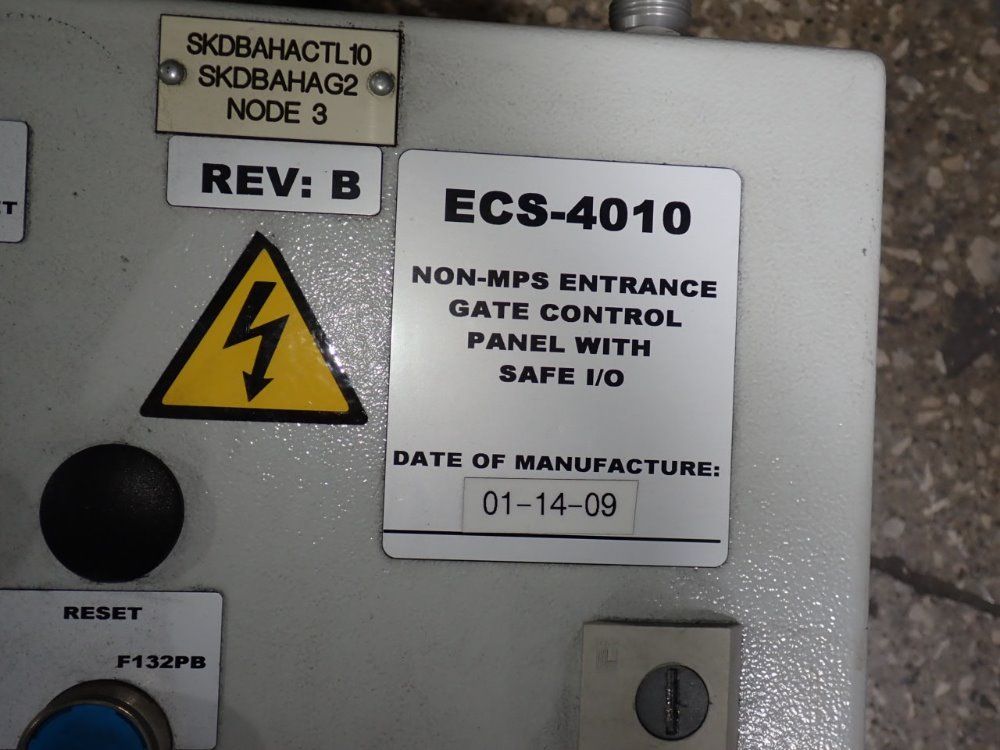 SKDBAHACTL10
SKDBAHAG2
NODE 3
REV: B
ECS-4010
NON-MPS ENTRANCE
GATE CONTROL
PANEL WITH
SAFE I/O
DATE OF MANUFACTURE:
01-14-09
RESET
F132PB